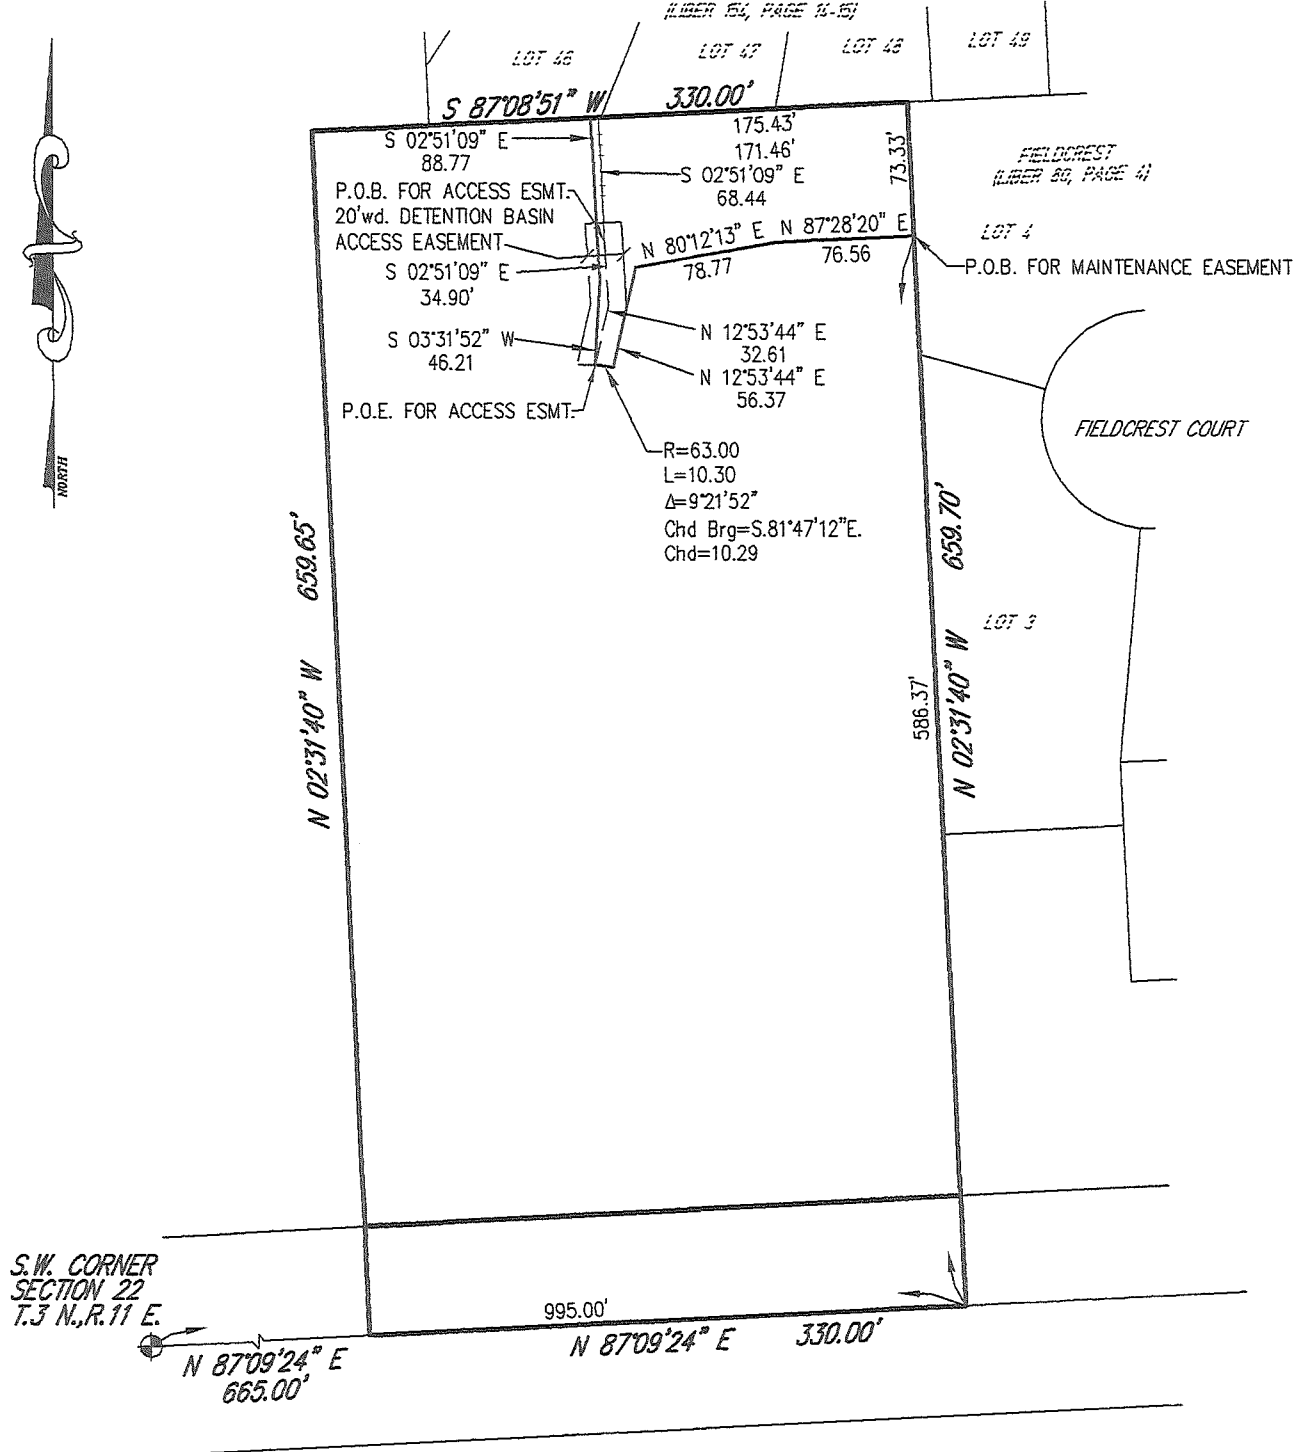 (LIBER 154, PAGE 14-15)
LOT 46
LOT 47
LOT 48
LOT 49
S 87°08'51" W 330.00'
S 02°51'09" E
88.77
175.43'
171.46'
S 02°51'09" E
68.44
73.33'
FIELDCREST
(LIBER 80, PAGE 4)
LOT 4
P.O.B. FOR ACCESS ESMT.
20'wd. DETENTION BASIN
ACCESS EASEMENT
N 80°12'13" E
78.77
N 87°28'20" E
76.56
P.O.B. FOR MAINTENANCE EASEMENT
S 02°51'09" E
34.90'
S 03°31'52" W
46.21
N 12°53'44" E
32.61
N 12°53'44" E
56.37
P.O.E. FOR ACCESS ESMT.
FIELDCREST COURT
NORTH
R=63.00
L=10.30
Δ=9°21'52"
Chd Brg=S.81°47'12"E.
Chd=10.29
N 02°31'40" W 659.65'
N 02°31'40" W 659.70'
586.37'
LOT 3
S.W. CORNER
SECTION 22
T.3 N.,R.11 E.
995.00'
N 87°09'24" E
665.00'
N 87°09'24" E 330.00'